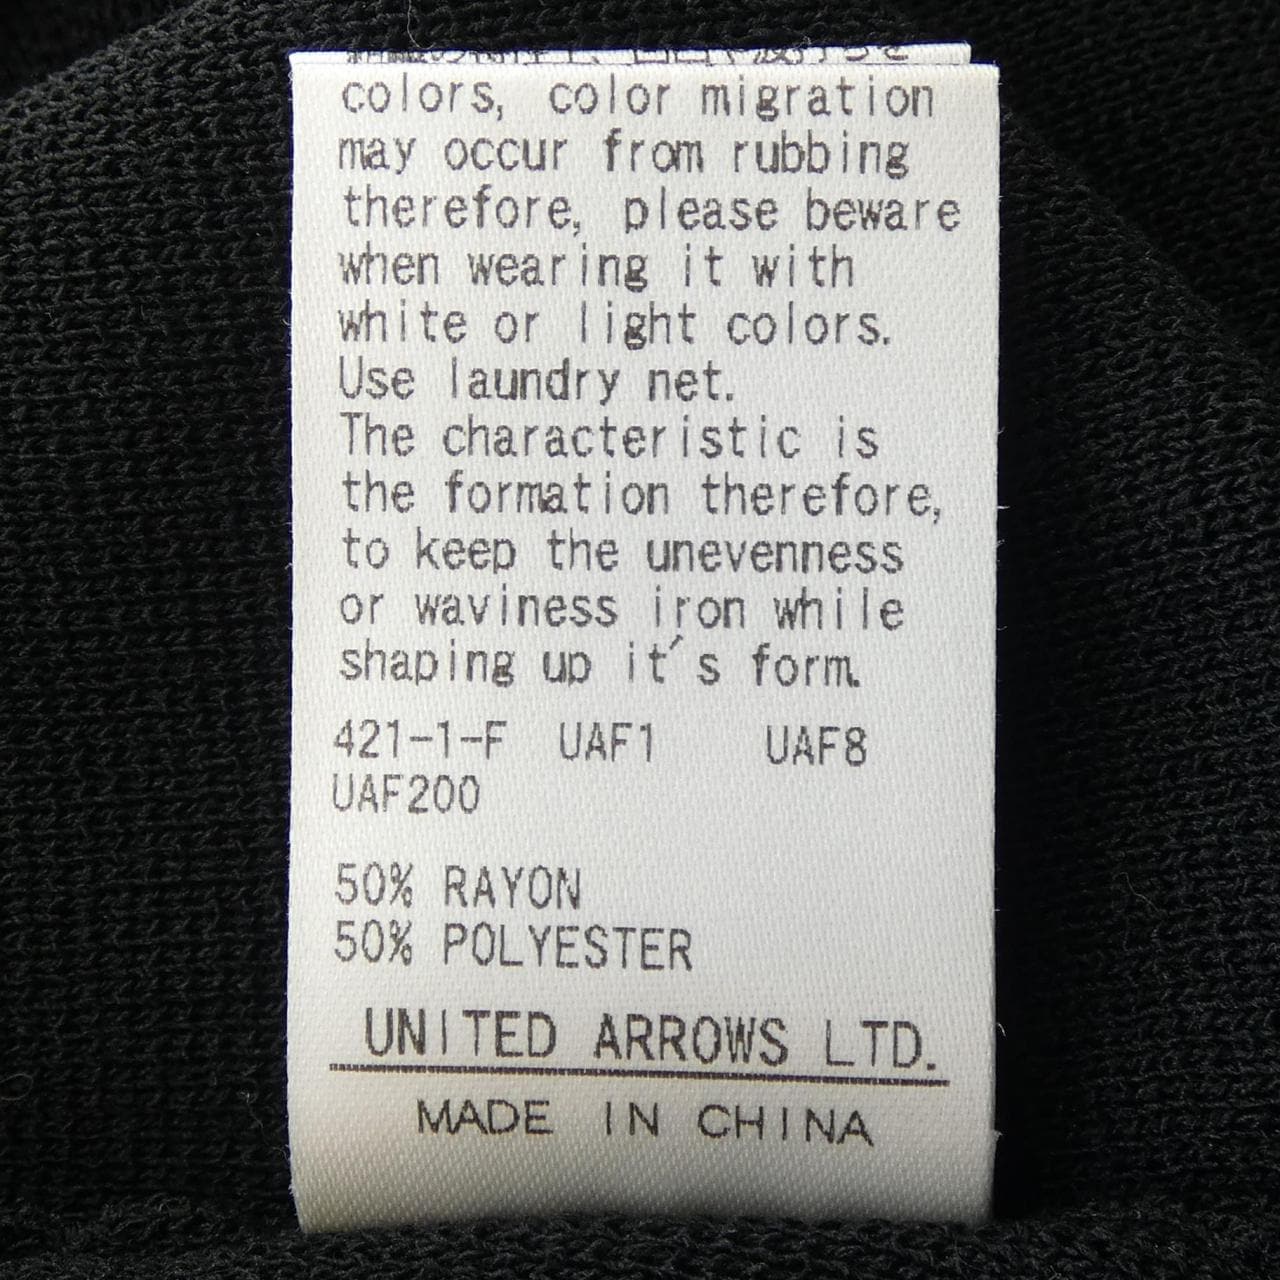 colors, color migration
may occur from rubbing
therefore, please beware
when wearing it with
white or light colors.
Use laundry net.
The characteristic is
the formation therefore,
to keep the unevenness
or waviness iron while
shaping up it´s form.
421-1-F UAF1 UAF8
UAF200
50% RAYON
50% POLYESTER
UNITED ARROWS LTD.
MADE IN CHINA